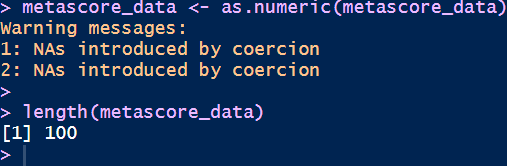 > metascore_data <- as.numeric(metascore_data)
Warning messages:
1: NAs introduced by coercion
2: NAs introduced by coercion
>
> length(metascore_data)
[1] 100
>